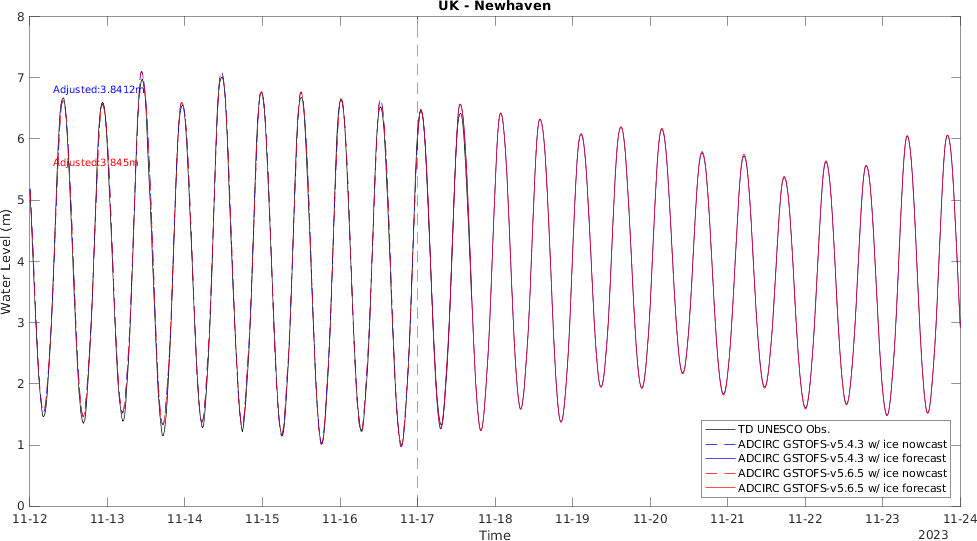 UK - Newhaven
8
7
6
5
4
3
2
1
0
Water Level (m)
Adjusted:3.8412m
Adjusted:3.845m
TD UNESCO Obs.
ADCIRC GSTOFS-v5.4.3 w/ ice nowcast
ADCIRC GSTOFS-v5.4.3 w/ ice forecast
ADCIRC GSTOFS-v5.6.5 w/ ice nowcast
ADCIRC GSTOFS-v5.6.5 w/ ice forecast
11-12 11-13 11-14 11-15 11-16 11-17 11-18 11-19 11-20 11-21 11-22 11-23 11-24
Time
2023